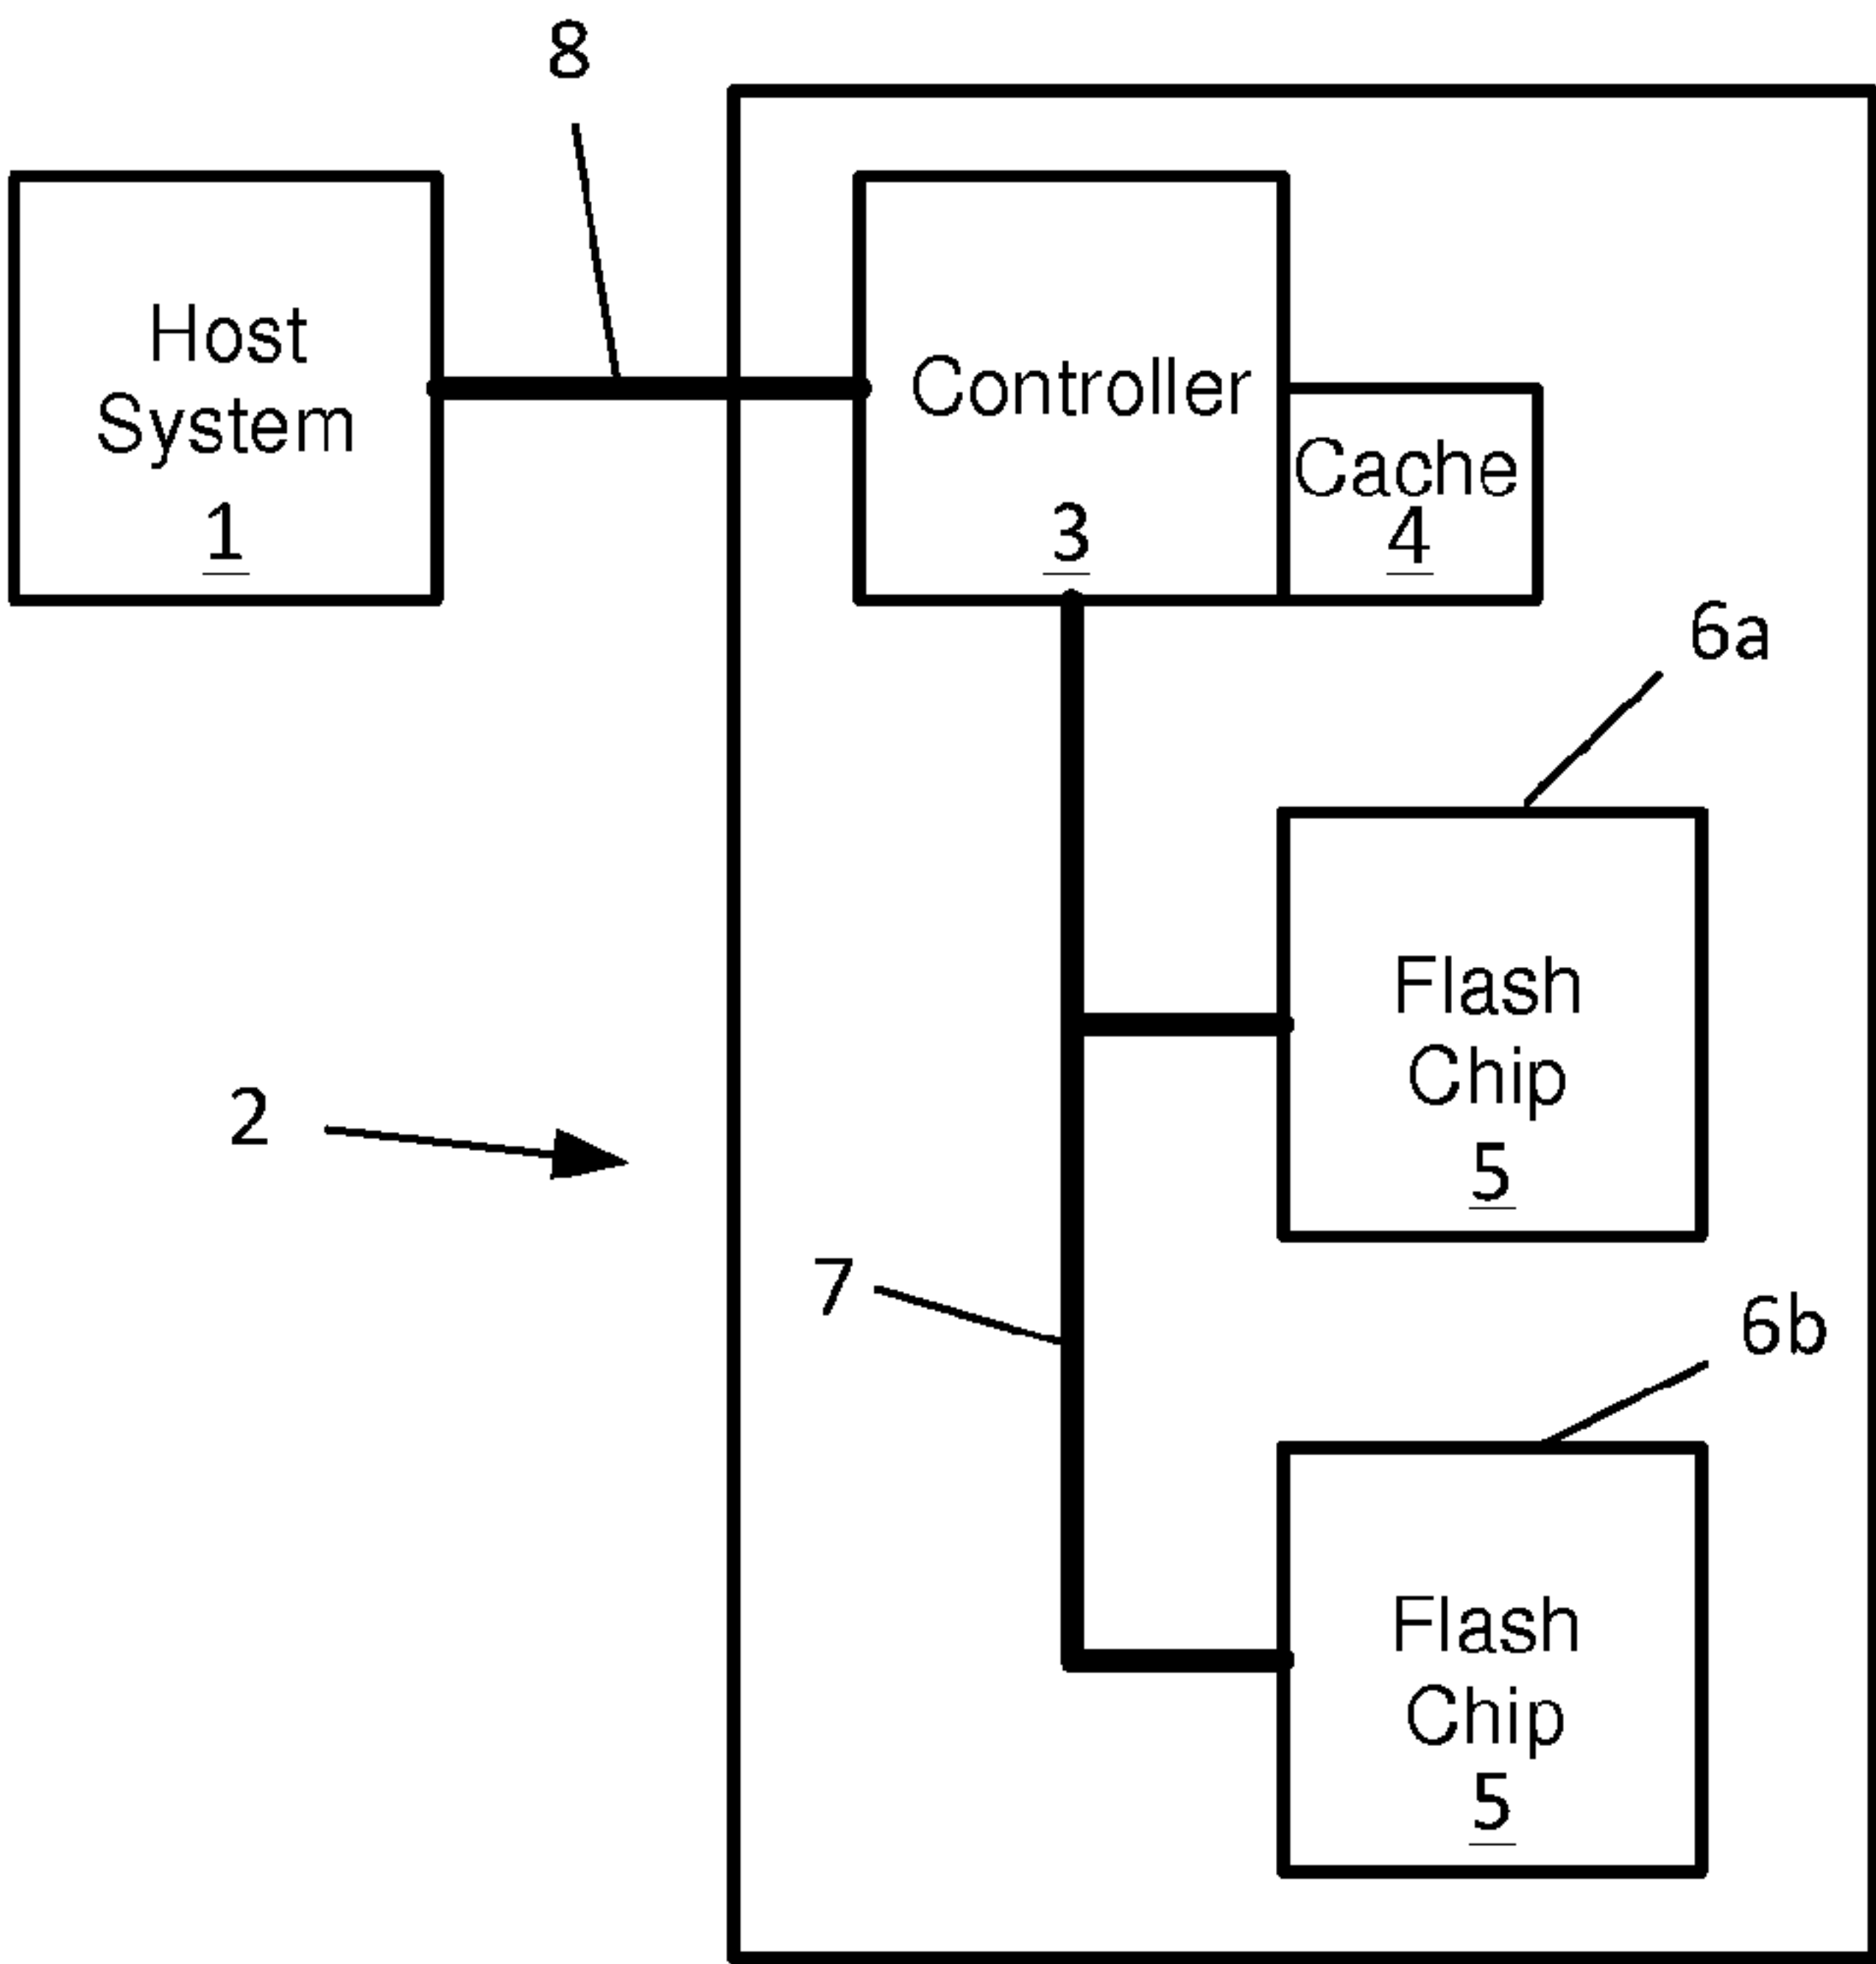 8
Host
System
1
Controller
3
Cache
4
6a
Flash
Chip
5
2
7
6b
Flash
Chip
5